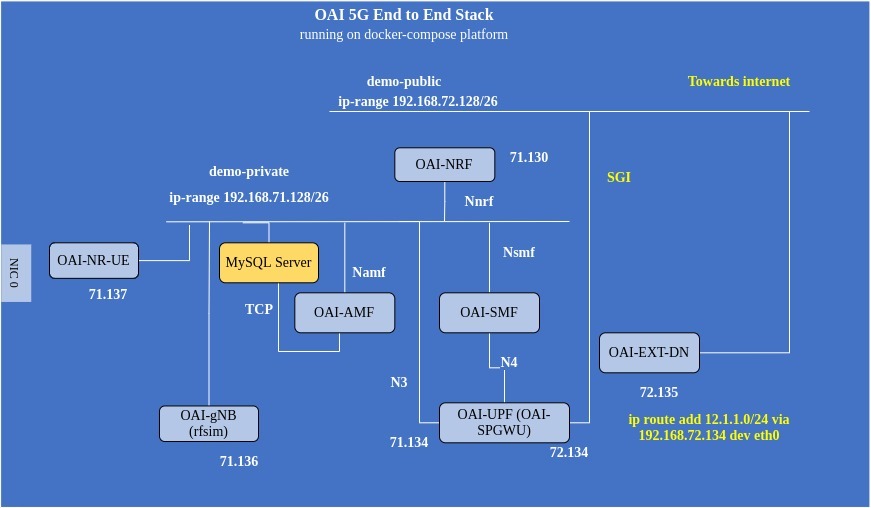 OAI 5G End to End Stack
running on docker-compose platform
demo-public
Towards internet
ip-range 192.168.72.128/26
OAI-NRF
71.130
demo-private
SGI
ip-range 192.168.71.128/26
Nnrf
NIC 0
OAI-NR-UE
MySQL Server
Nsmf
Namf
71.137
TCP
OAI-AMF
OAI-SMF
OAI-EXT-DN
N4
N3
72.135
OAI-gNB
(rfsim)
OAI-UPF (OAI-
SPGWU)
ip route add 12.1.1.0/24 via
192.168.72.134 dev eth0
71.134
72.134
71.136